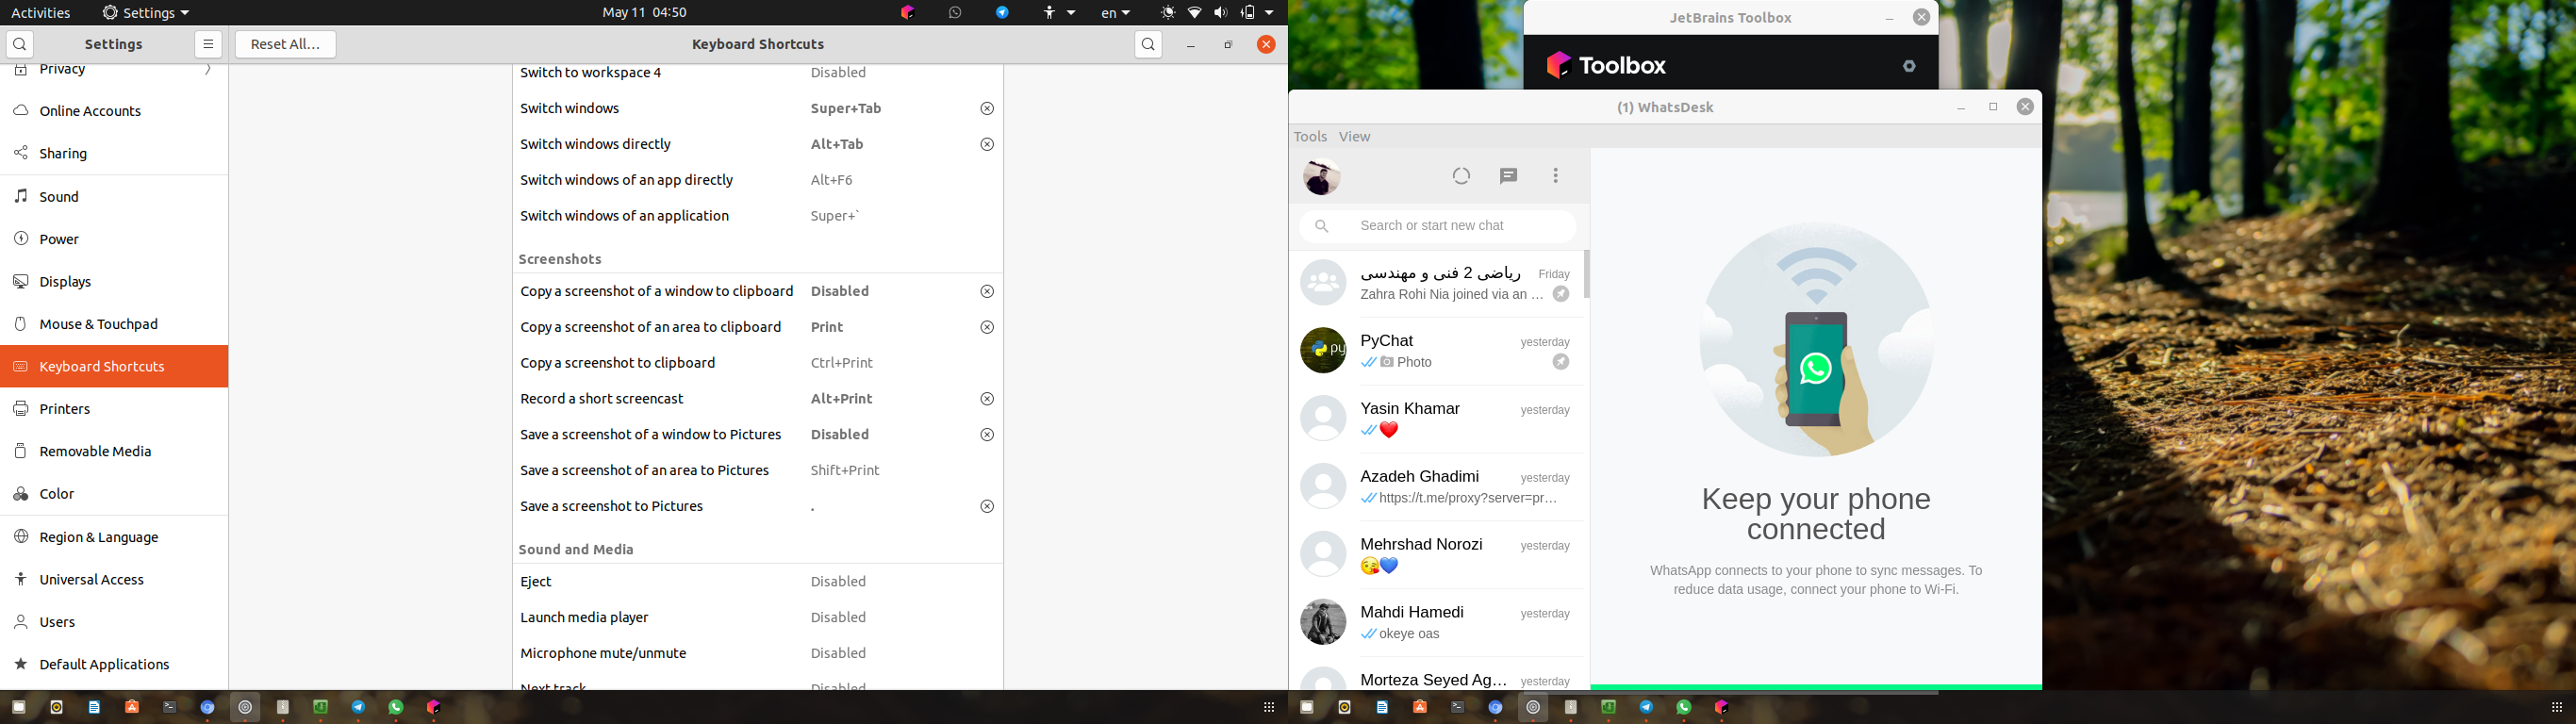 Activities
Settings
May 11 04:50
en
Settings
Reset All…
Keyboard Shortcuts
Privacy
Online Accounts
Sharing
Sound
Power
Displays
Mouse & Touchpad
Keyboard Shortcuts
Printers
Removable Media
Color
Region & Language
Universal Access
Users
Default Applications
Switch to workspace 4 Disabled
Switch windows Super+Tab
Switch windows directly Alt+Tab
Switch windows of an app directly Alt+F6
Switch windows of an application Super+`
Screenshots
Copy a screenshot of a window to clipboard Disabled
Copy a screenshot of an area to clipboard Print
Copy a screenshot to clipboard Ctrl+Print
Record a short screencast Alt+Print
Save a screenshot of a window to Pictures Disabled
Save a screenshot of an area to Pictures Shift+Print
Save a screenshot to Pictures .
Sound and Media
Eject Disabled
Launch media player Disabled
Microphone mute/unmute Disabled
Next track Disabled
JetBrains Toolbox
Toolbox
(1) WhatsDesk
Tools View
Search or start new chat
ریاضی 2 فنی و مهندسی Friday
Zahra Rohi Nia joined via an …
PyChat yesterday
py
Photo
Yasin Khamar yesterday
❤️
Azadeh Ghadimi yesterday
https://t.me/proxy?server=pr…
Mehrshad Norozi yesterday
😘💙
Mahdi Hamedi yesterday
okeye oas
Morteza Seyed Ag… yesterday
Keep your phone
connected
WhatsApp connects to your phone to sync messages. To
reduce data usage, connect your phone to Wi-Fi.